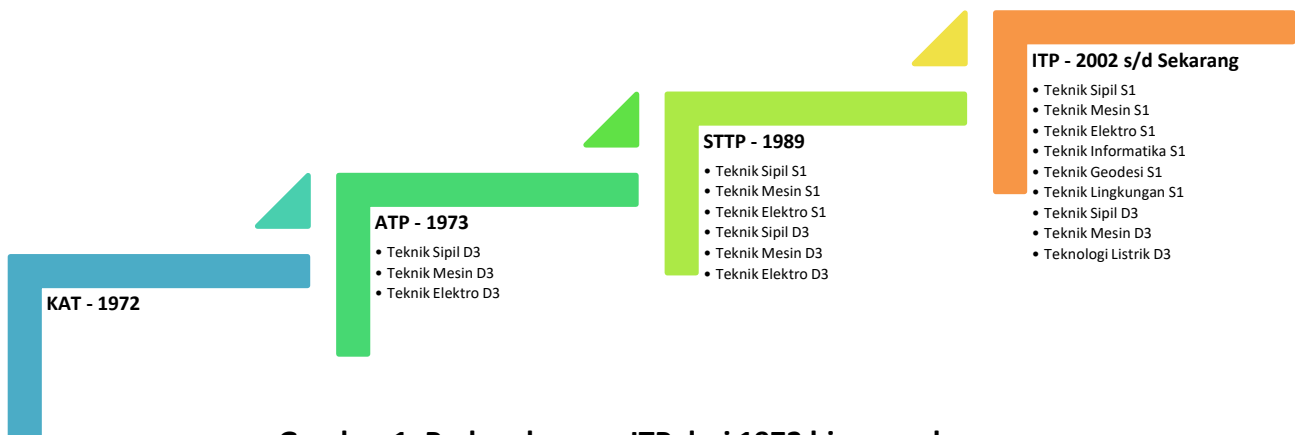 KAT - 1972
ATP - 1973
• Teknik Sipil D3
• Teknik Mesin D3
• Teknik Elektro D3
STTP - 1989
• Teknik Sipil S1
• Teknik Mesin S1
• Teknik Elektro S1
• Teknik Sipil D3
• Teknik Mesin D3
• Teknik Elektro D3
ITP - 2002 s/d Sekarang
• Teknik Sipil S1
• Teknik Mesin S1
• Teknik Elektro S1
• Teknik Informatika S1
• Teknik Geodesi S1
• Teknik Lingkungan S1
• Teknik Sipil D3
• Teknik Mesin D3
• Teknologi Listrik D3